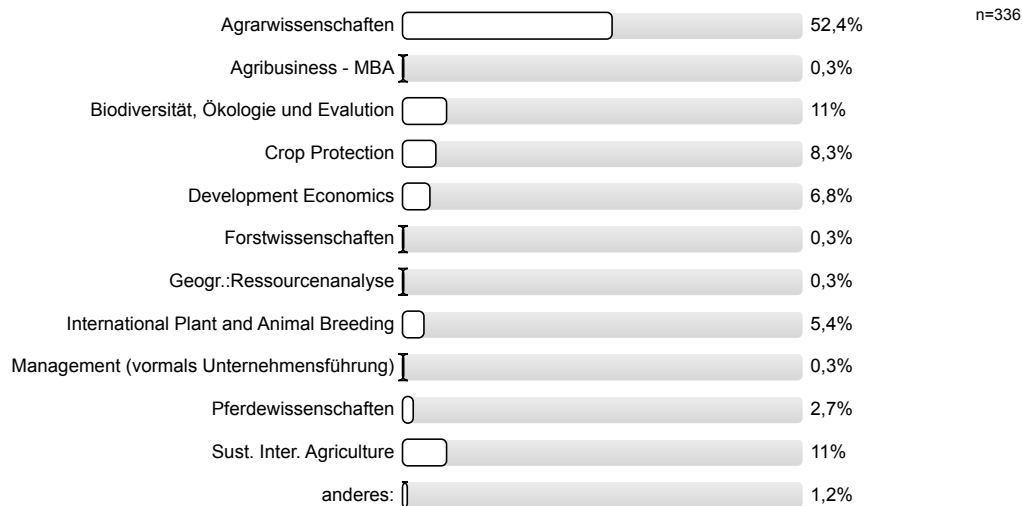 n=336
Agrarwissenschaften 52,4%
Agribusiness - MBA 0,3%
Biodiversität, Ökologie und Evalution 11%
Crop Protection 8,3%
Development Economics 6,8%
Forstwissenschaften 0,3%
Geogr.:Ressourcenanalyse 0,3%
International Plant and Animal Breeding 5,4%
Management (vormals Unternehmensführung) 0,3%
Pferdewissenschaften 2,7%
Sust. Inter. Agriculture 11%
anderes: 1,2%